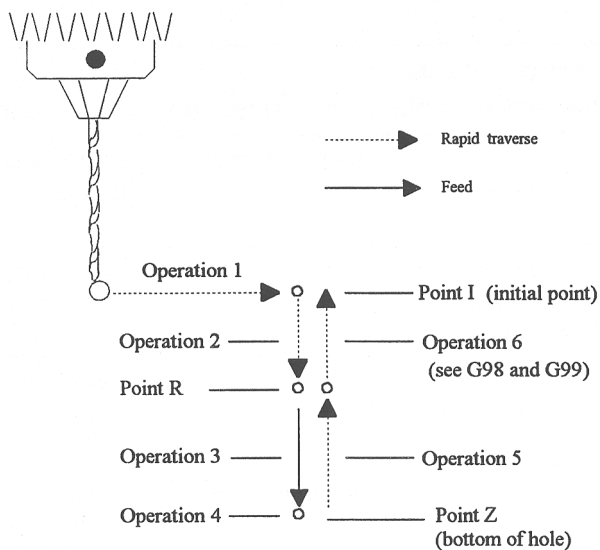 Rapid traverse
Feed
Operation 1
Point I (initial point)
Operation 2
Operation 6
(see G98 and G99)
Point R
Operation 3
Operation 5
Operation 4
Point Z
(bottom of hole)